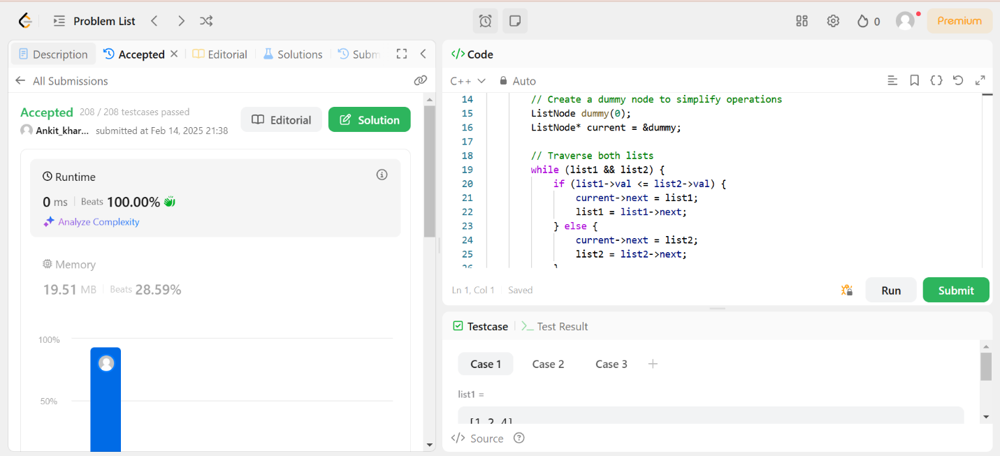 Problem List
0
Premium
Description
Accepted
Editorial
Solutions
Subm
All Submissions
Accepted 208 / 208 testcases passed
Ankit_khar... submitted at Feb 14, 2025 21:38
Editorial
Solution
Runtime
0 ms Beats 100.00%
Analyze Complexity
Memory
19.51 MB Beats 28.59%
100%
50%
</> Code
C++ Auto
14 // Create a dummy node to simplify operations
15 ListNode dummy(0);
16 ListNode* current = &dummy;
17
18 // Traverse both lists
19 while (list1 && list2) {
20 if (list1->val <= list2->val) {
21 current->next = list1;
22 list1 = list1->next;
23 } else {
24 current->next = list2;
25 list2 = list2->next;
26 }
Ln 1, Col 1 Saved
Run
Submit
Testcase
Test Result
Case 1
Case 2
Case 3
list1 =
[1,2,4]
</> Source